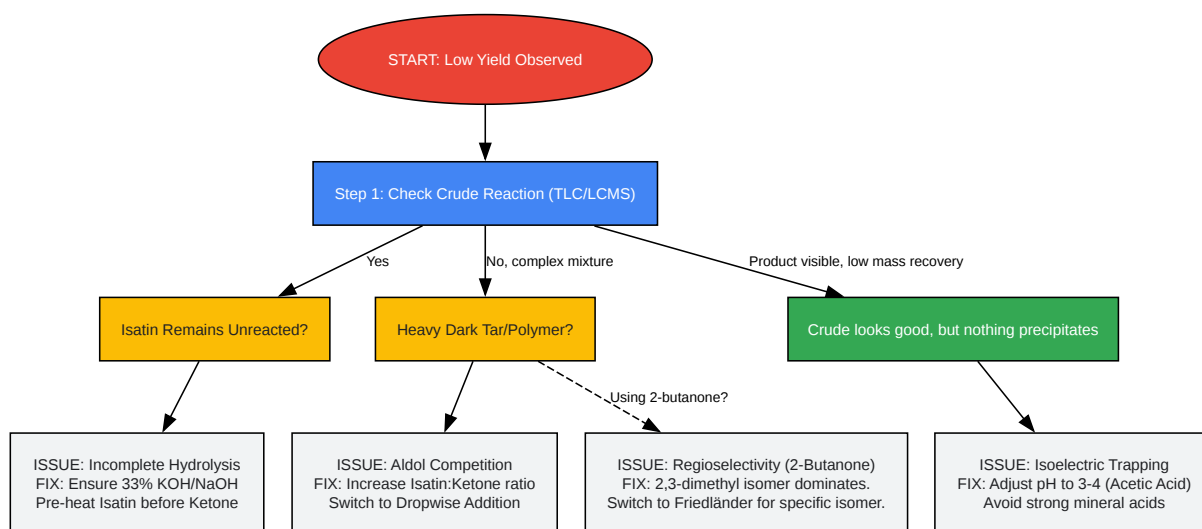 START: Low Yield Observed
Step 1: Check Crude Reaction (TLC/LCMS)
Yes
No, complex mixture
Product visible, low mass recovery
Isatin Remains Unreacted?
Heavy Dark Tar/Polymer?
Crude looks good, but nothing precipitates
Using 2-butanone?
ISSUE: Incomplete Hydrolysis
FIX: Ensure 33% KOH/NaOH
Pre-heat Isatin before Ketone
ISSUE: Aldol Competition
FIX: Increase Isatin:Ketone ratio
Switch to Dropwise Addition
ISSUE: Regioselectivity (2-Butanone)
FIX: 2,3-dimethyl isomer dominates.
Switch to Friedländer for specific isomer.
ISSUE: Isoelectric Trapping
FIX: Adjust pH to 3-4 (Acetic Acid)
Avoid strong mineral acids